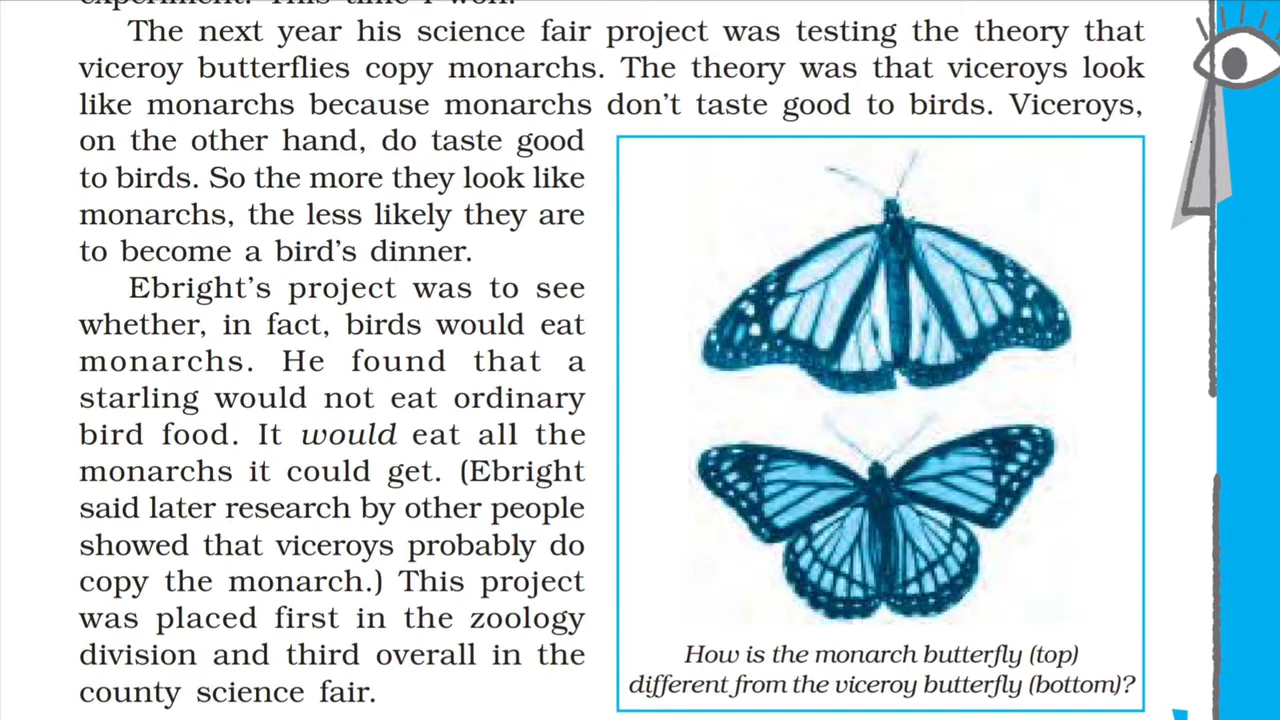 experiment. This time I won.
The next year his science fair project was testing the theory that
viceroy butterflies copy monarchs. The theory was that viceroys look
like monarchs because monarchs don't taste good to birds. Viceroys,
on the other hand, do taste good
to birds. So the more they look like
monarchs, the less likely they are
to become a bird's dinner.
Ebright's project was to see
whether, in fact, birds would eat
monarchs. He found that a
starling would not eat ordinary
bird food. It would eat all the
monarchs it could get. (Ebright
said later research by other people
showed that viceroys probably do
copy the monarch.) This project
was placed first in the zoology
division and third overall in the
county science fair.
How is the monarch butterfly (top)
different from the viceroy butterfly (bottom)?